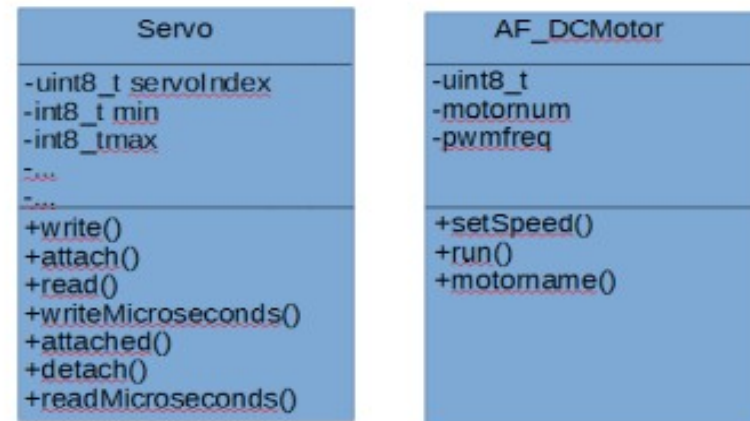 Servo
-uint8_t servoIndex
-int8_t min
-int8_tmax
-...
-...
+write()
+attach()
+read()
+writeMicroseconds()
+attached()
+detach()
+readMicroseconds()
AF_DCMotor
-uint8_t
-motornum
-pwmfreq
+setSpeed()
+run()
+motorname()